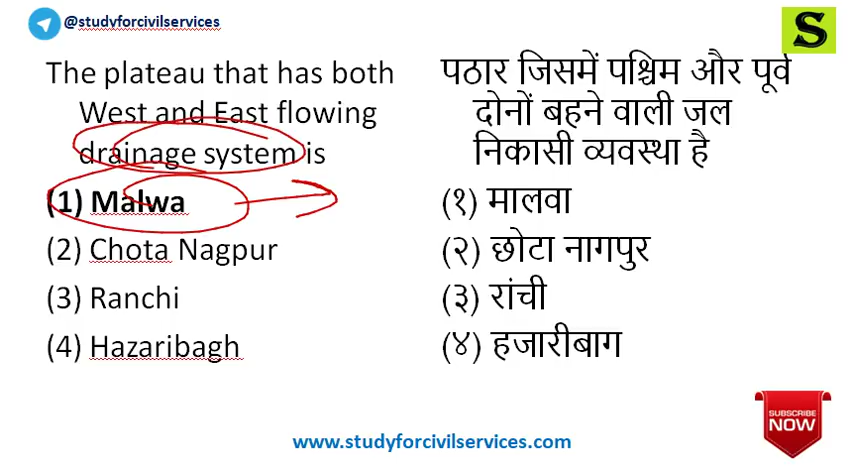 @studyforcivilservices
S
The plateau that has both
West and East flowing
drainage system is
(1) Malwa
(2) Chota Nagpur
(3) Ranchi
(4) Hazaribagh
पठार जिसमें पश्चिम और पूर्व
दोनों बहने वाली जल
निकासी व्यवस्था है
(१) मालवा
(२) छोटा नागपुर
(३) रांची
(४) हजारीबाग
SUBSCRIBE
NOW
www.studyforcivilservices.com